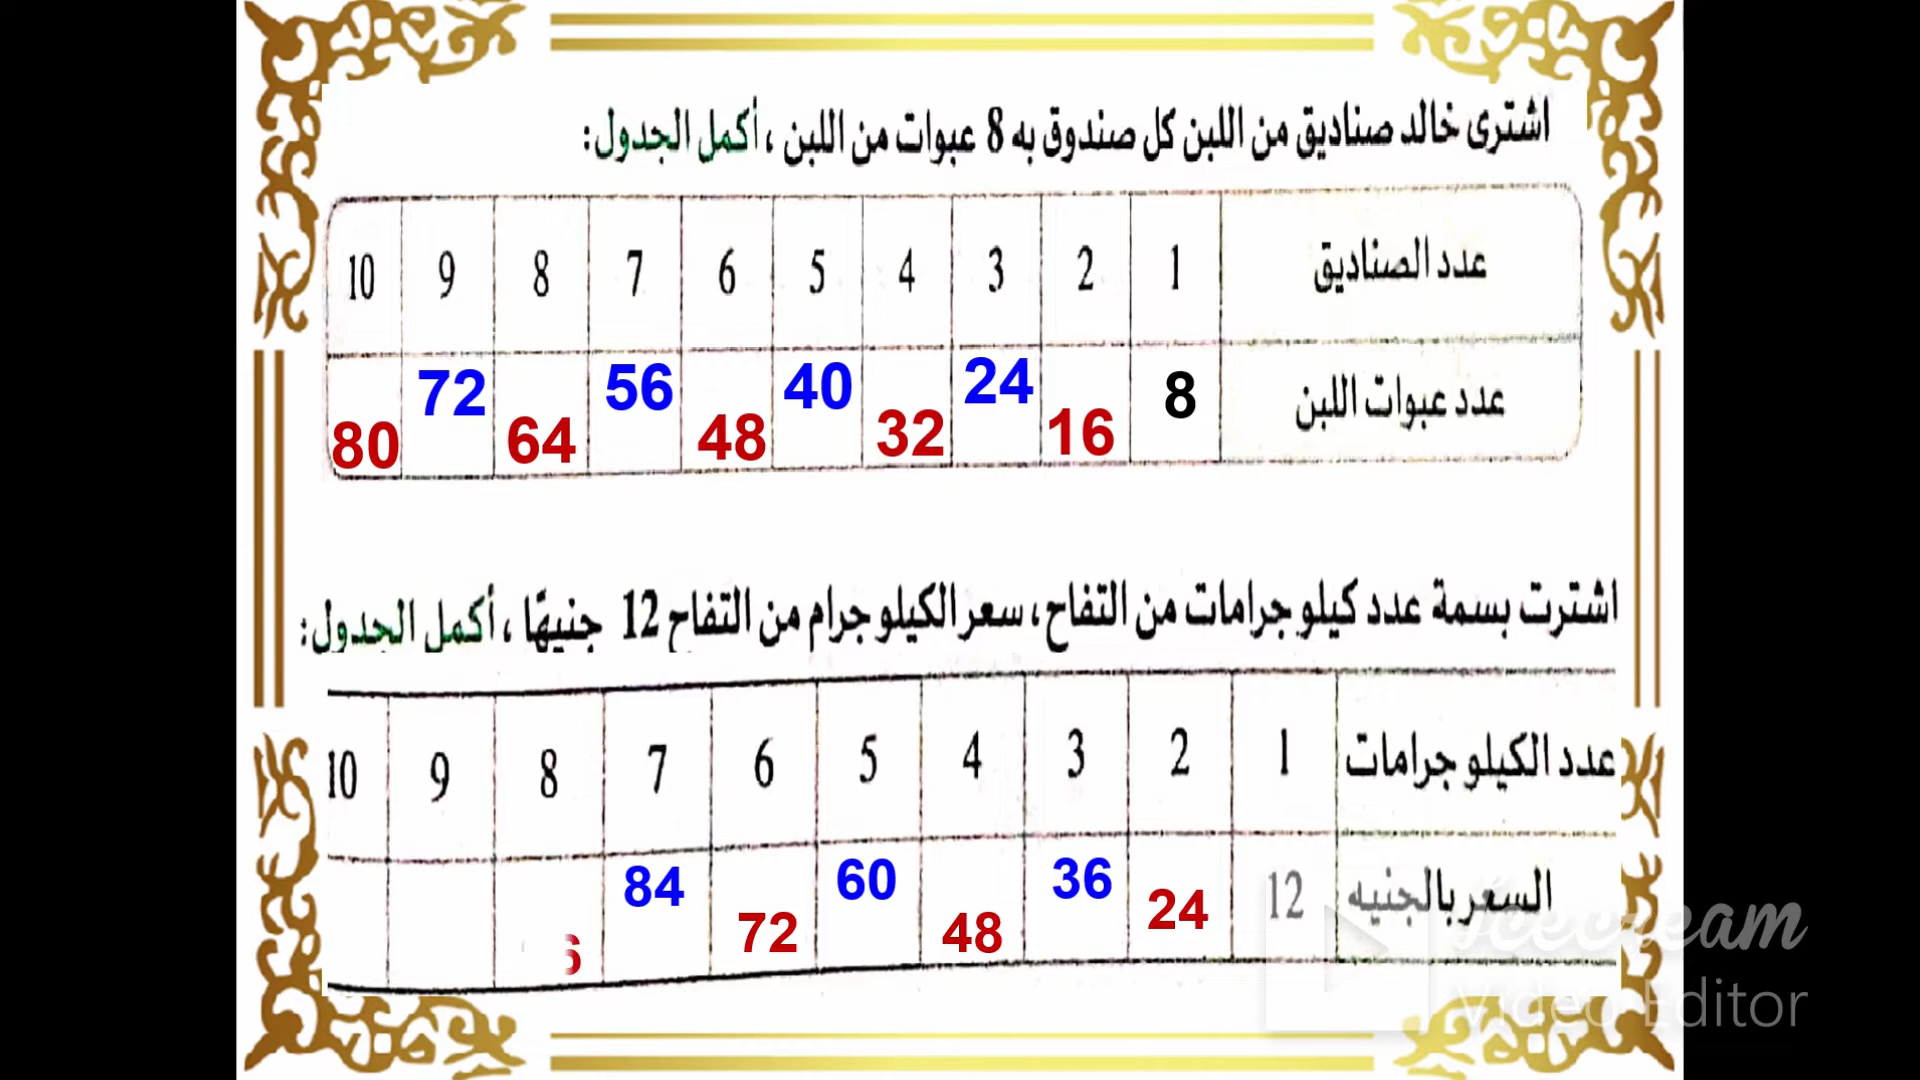 اشترى خالد صناديق من اللبن كل صندوق به 8 عبوات من اللبن ، أكمل الجدول:
عدد الصناديق 1 2 3 4 5 6 7 8 9 10
عدد عبوات اللبن 8 16 24 32 40 48 56 64 72 80
اشترت بسمة عدد كيلو جرامات من التفاح ، سعر الكيلو جرام من التفاح 12 جنيهًا ، أكمل الجدول:
عدد الكيلو جرامات 1 2 3 4 5 6 7 8 9 10
السعر بالجنيه 12 24 36 48 60 72 84
Icecream
Video Editor